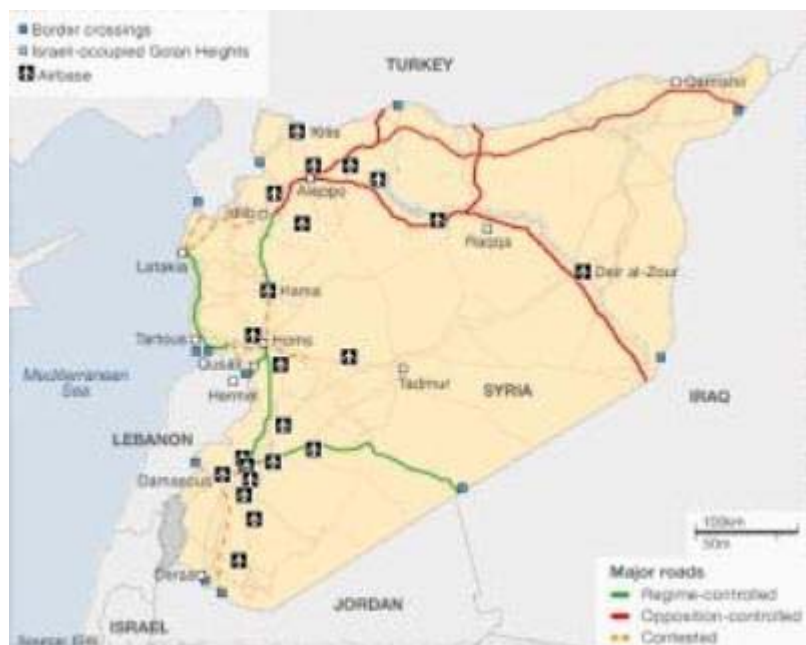 Border crossings
Israel-occupied Golan Heights
Airbase
TURKEY
Qamishli
Kilis
Aleppo
Idlib
Raqqa
Latakia
Deir al-Zour
Hama
Tartous
Homs
Qusair
Mediterranean
Sea
Hermel
Tadmur
SYRIA
IRAQ
LEBANON
Damascus
100km
50m
Deraa
Major roads
JORDAN
Regime-controlled
Opposition-controlled
ISRAEL
Contested
Source: